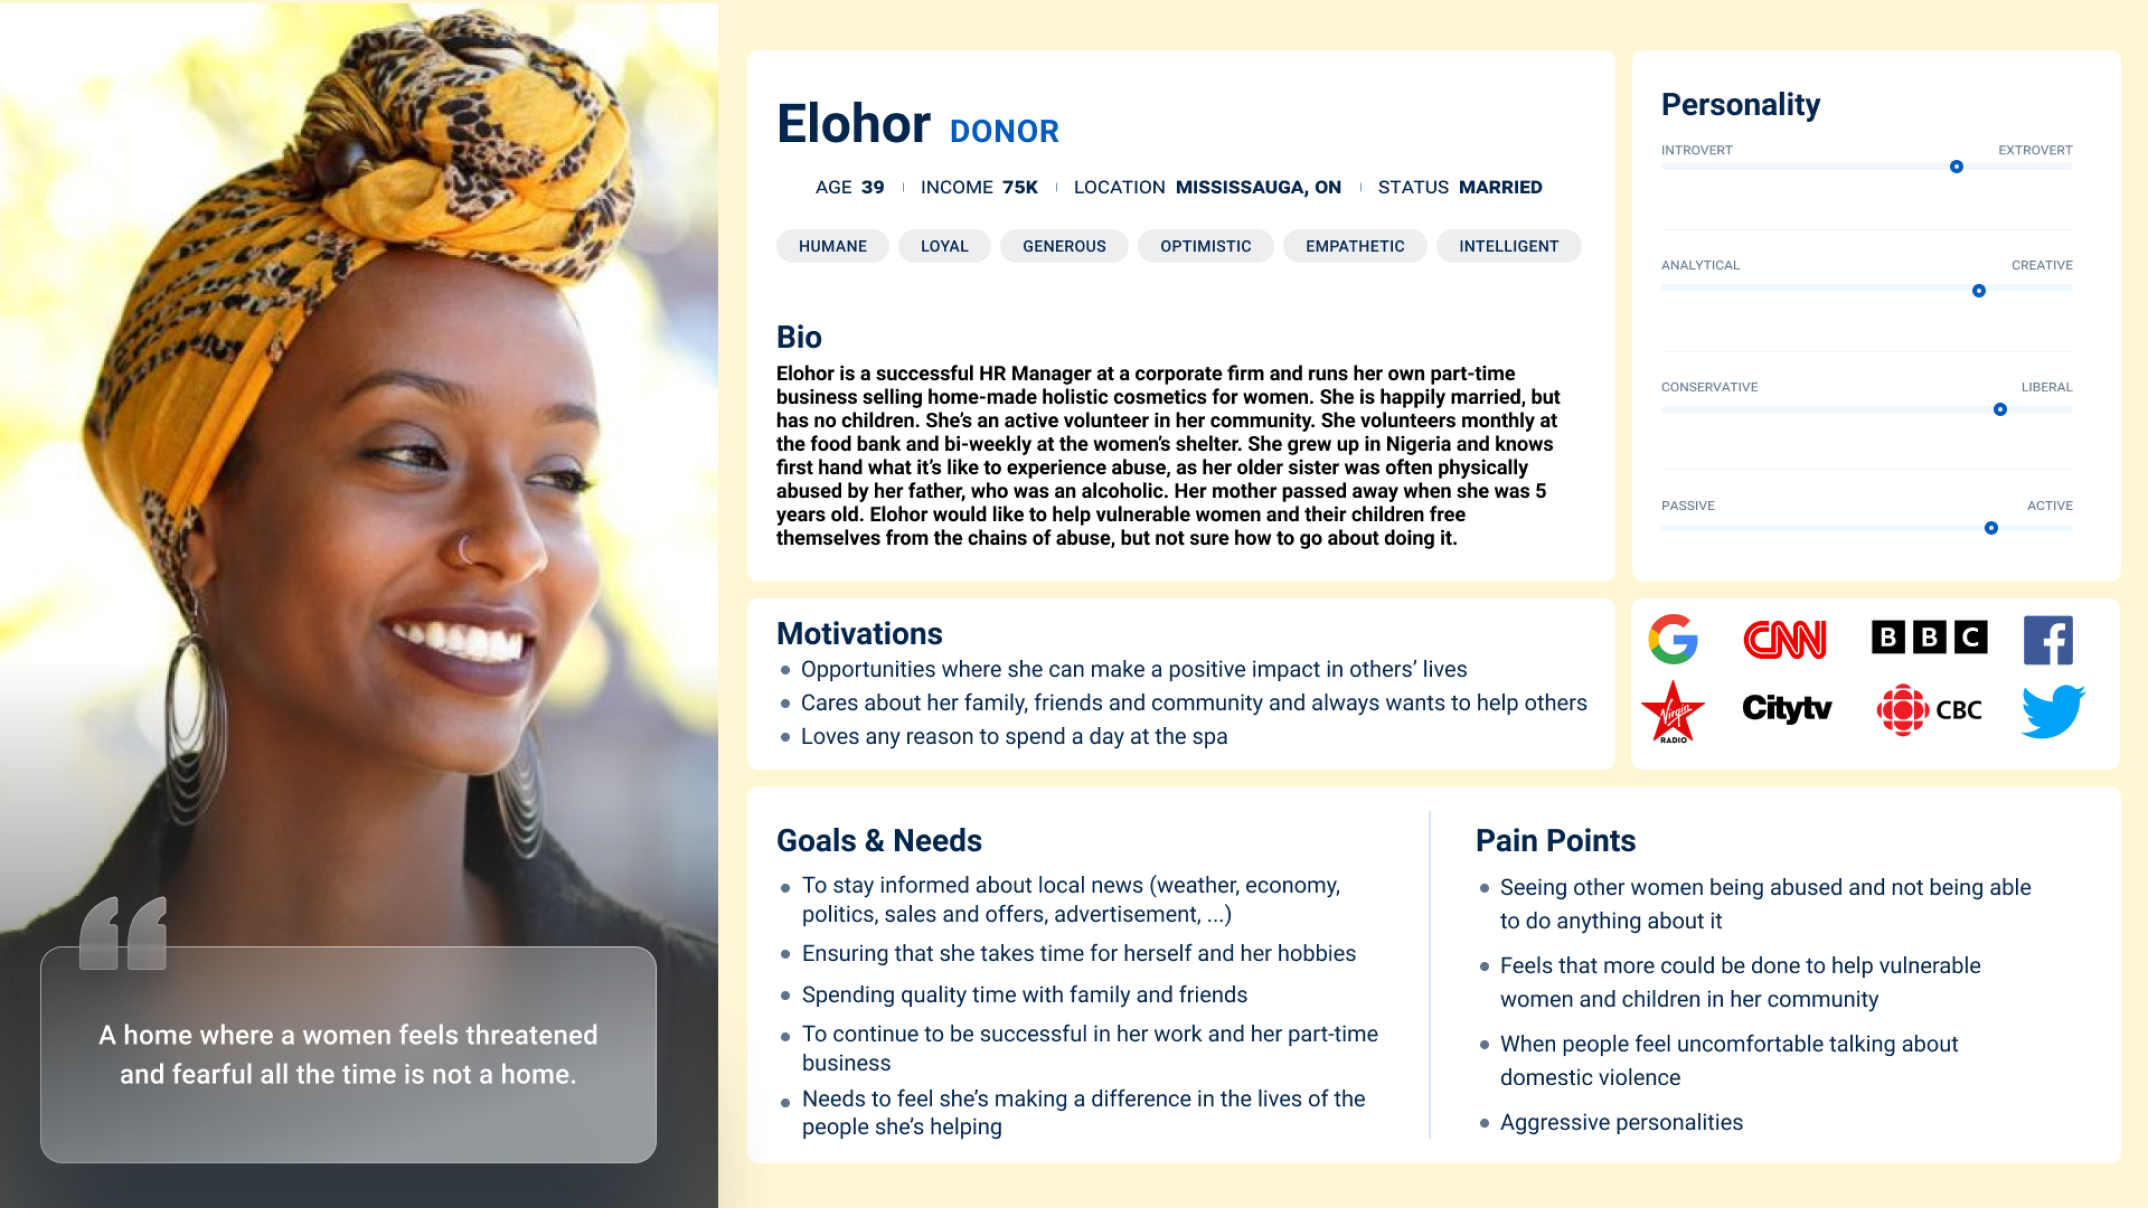 Elohor DONOR
AGE 39 | INCOME 75K | LOCATION MISSISSAUGA, ON | STATUS MARRIED
HUMANE LOYAL GENEROUS OPTIMISTIC EMPATHETIC INTELLIGENT
Bio
Elohor is a successful HR Manager at a corporate firm and runs her own part-time
business selling home-made holistic cosmetics for women. She is happily married, but
has no children. She’s an active volunteer in her community. She volunteers monthly at
the food bank and bi-weekly at the women’s shelter. She grew up in Nigeria and knows
first hand what it’s like to experience abuse, as her older sister was often physically
abused by her father, who was an alcoholic. Her mother passed away when she was 5
years old. Elohor would like to help vulnerable women and their children free
themselves from the chains of abuse, but not sure how to go about doing it.
Personality
INTROVERT EXTROVERT
ANALYTICAL CREATIVE
CONSERVATIVE LIBERAL
PASSIVE ACTIVE
Motivations
• Opportunities where she can make a positive impact in others’ lives
• Cares about her family, friends and community and always wants to help others
• Loves any reason to spend a day at the spa
G CNN BBC f
Virgin RADIO Citytv CBC
Goals & Needs
• To stay informed about local news (weather, economy,
politics, sales and offers, advertisement, ...)
• Ensuring that she takes time for herself and her hobbies
• Spending quality time with family and friends
• To continue to be successful in her work and her part-time
business
• Needs to feel she’s making a difference in the lives of the
people she’s helping
Pain Points
• Seeing other women being abused and not being able
to do anything about it
• Feels that more could be done to help vulnerable
women and children in her community
• When people feel uncomfortable talking about
domestic violence
• Aggressive personalities
“
A home where a women feels threatened
and fearful all the time is not a home.